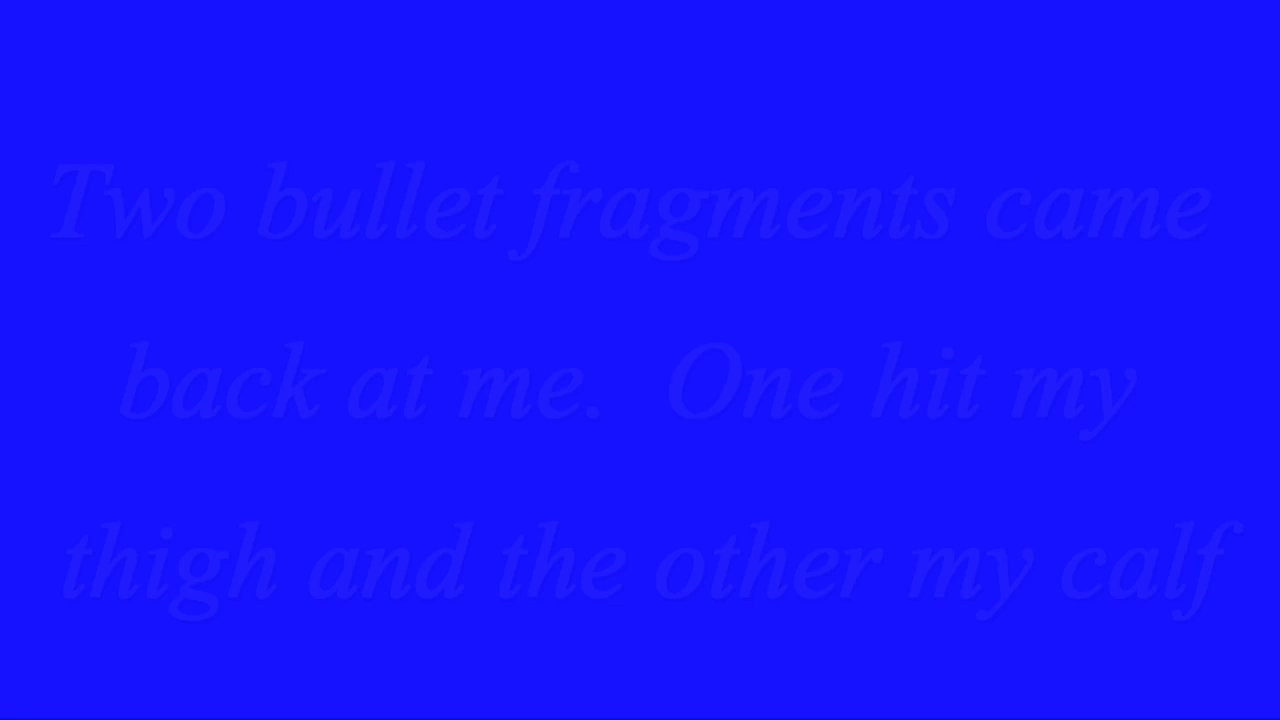 Two bullet fragments came
back at me.  One hit my
thigh and the other my calf